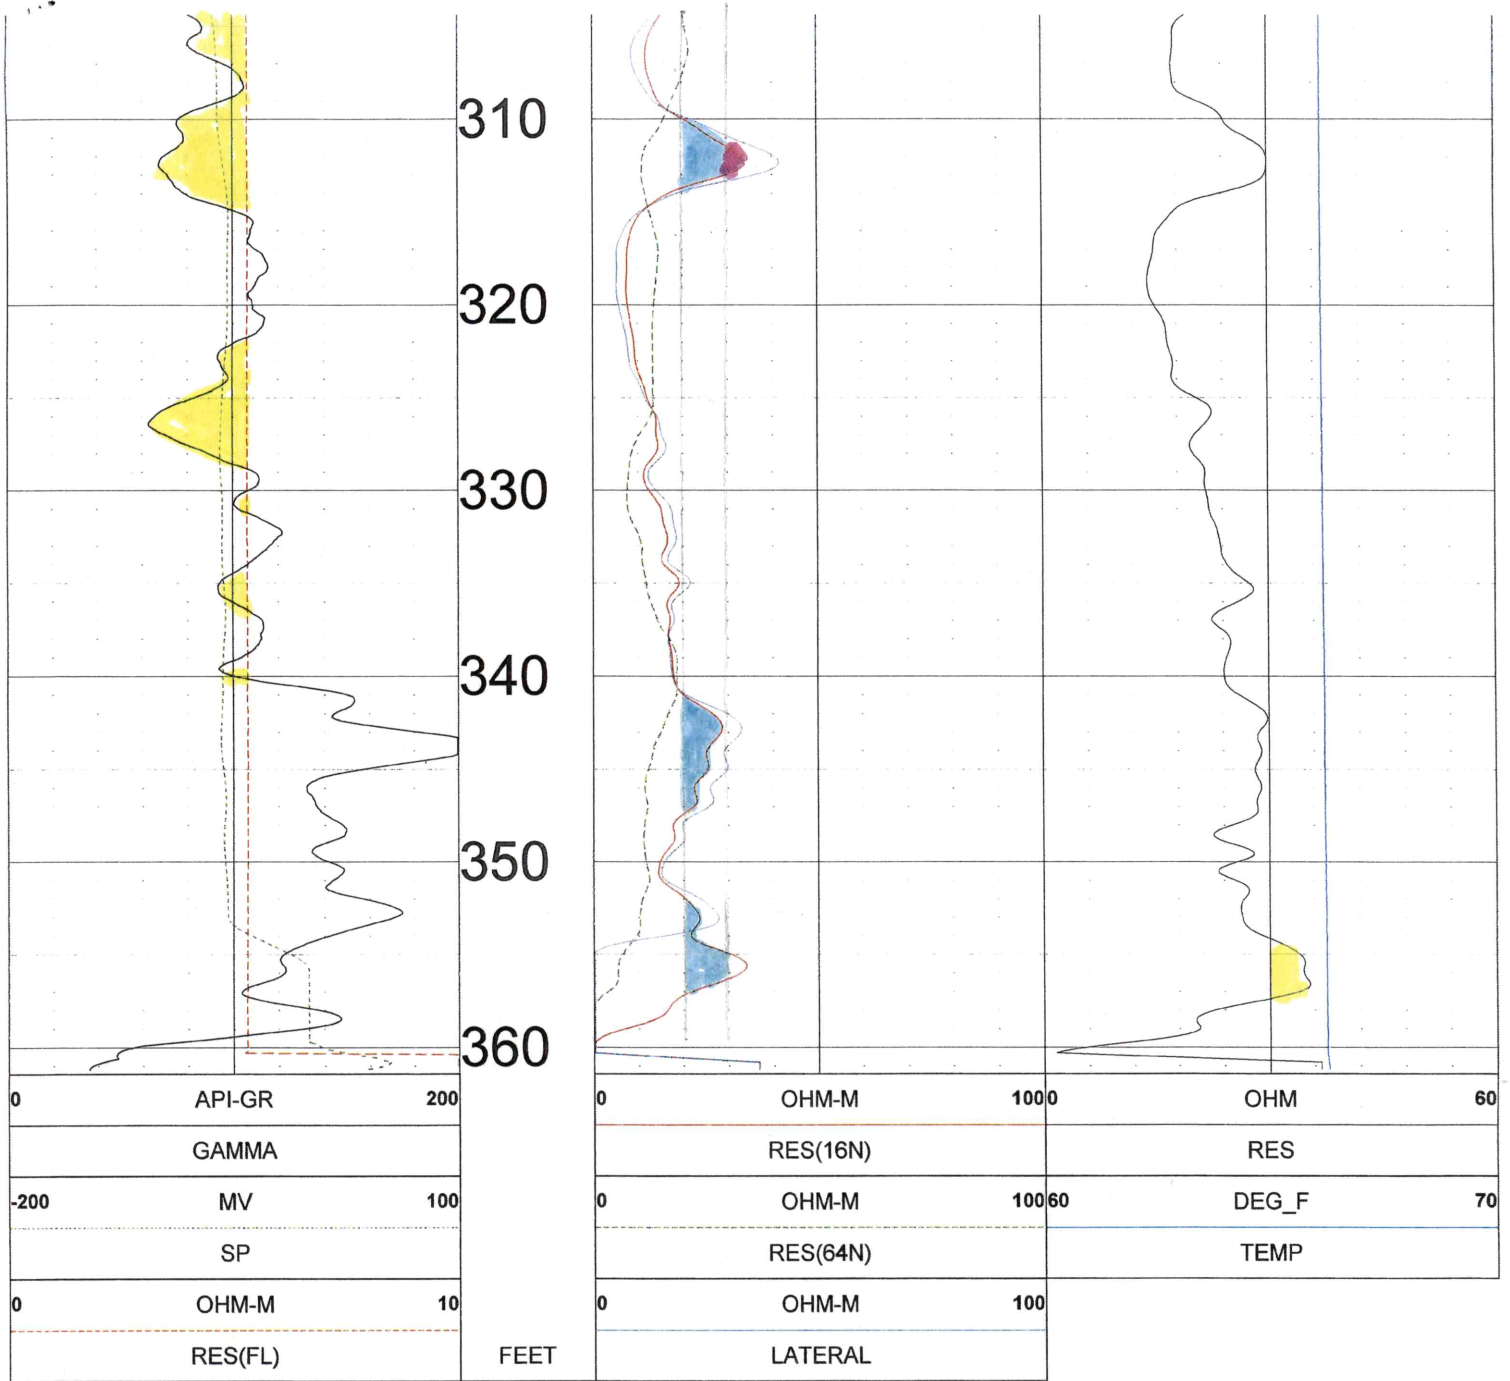 310
320
330
340
350
360
0 API-GR 200
GAMMA
-200 MV 100
SP
0 OHM-M 10
RES(FL)
FEET
0 OHM-M 100
RES(16N)
0 OHM-M 100
RES(64N)
0 OHM-M 100
LATERAL
0 OHM 60
RES
60 DEG_F 70
TEMP